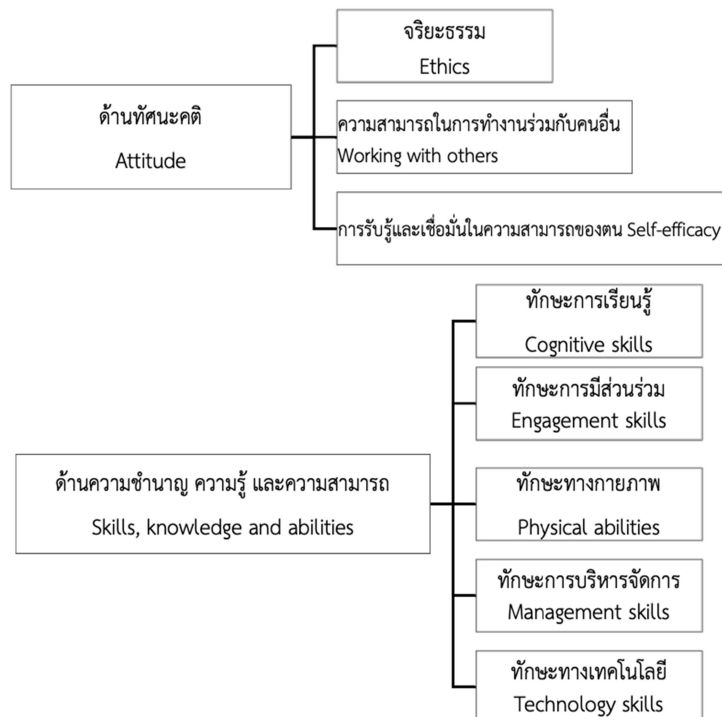 ด้านทัศนะคติ
Attitude
จริยะธรรม
Ethics
ความสามารถในการทำงานร่วมกับคนอื่น
Working with others
การรับรู้และเชื่อมั่นในความสามารถของตน Self-efficacy
ด้านความชำนาญ ความรู้ และความสามารถ
Skills, knowledge and abilities
ทักษะการเรียนรู้
Cognitive skills
ทักษะการมีส่วนร่วม
Engagement skills
ทักษะทางกายภาพ
Physical abilities
ทักษะการบริหารจัดการ
Management skills
ทักษะทางเทคโนโลยี
Technology skills